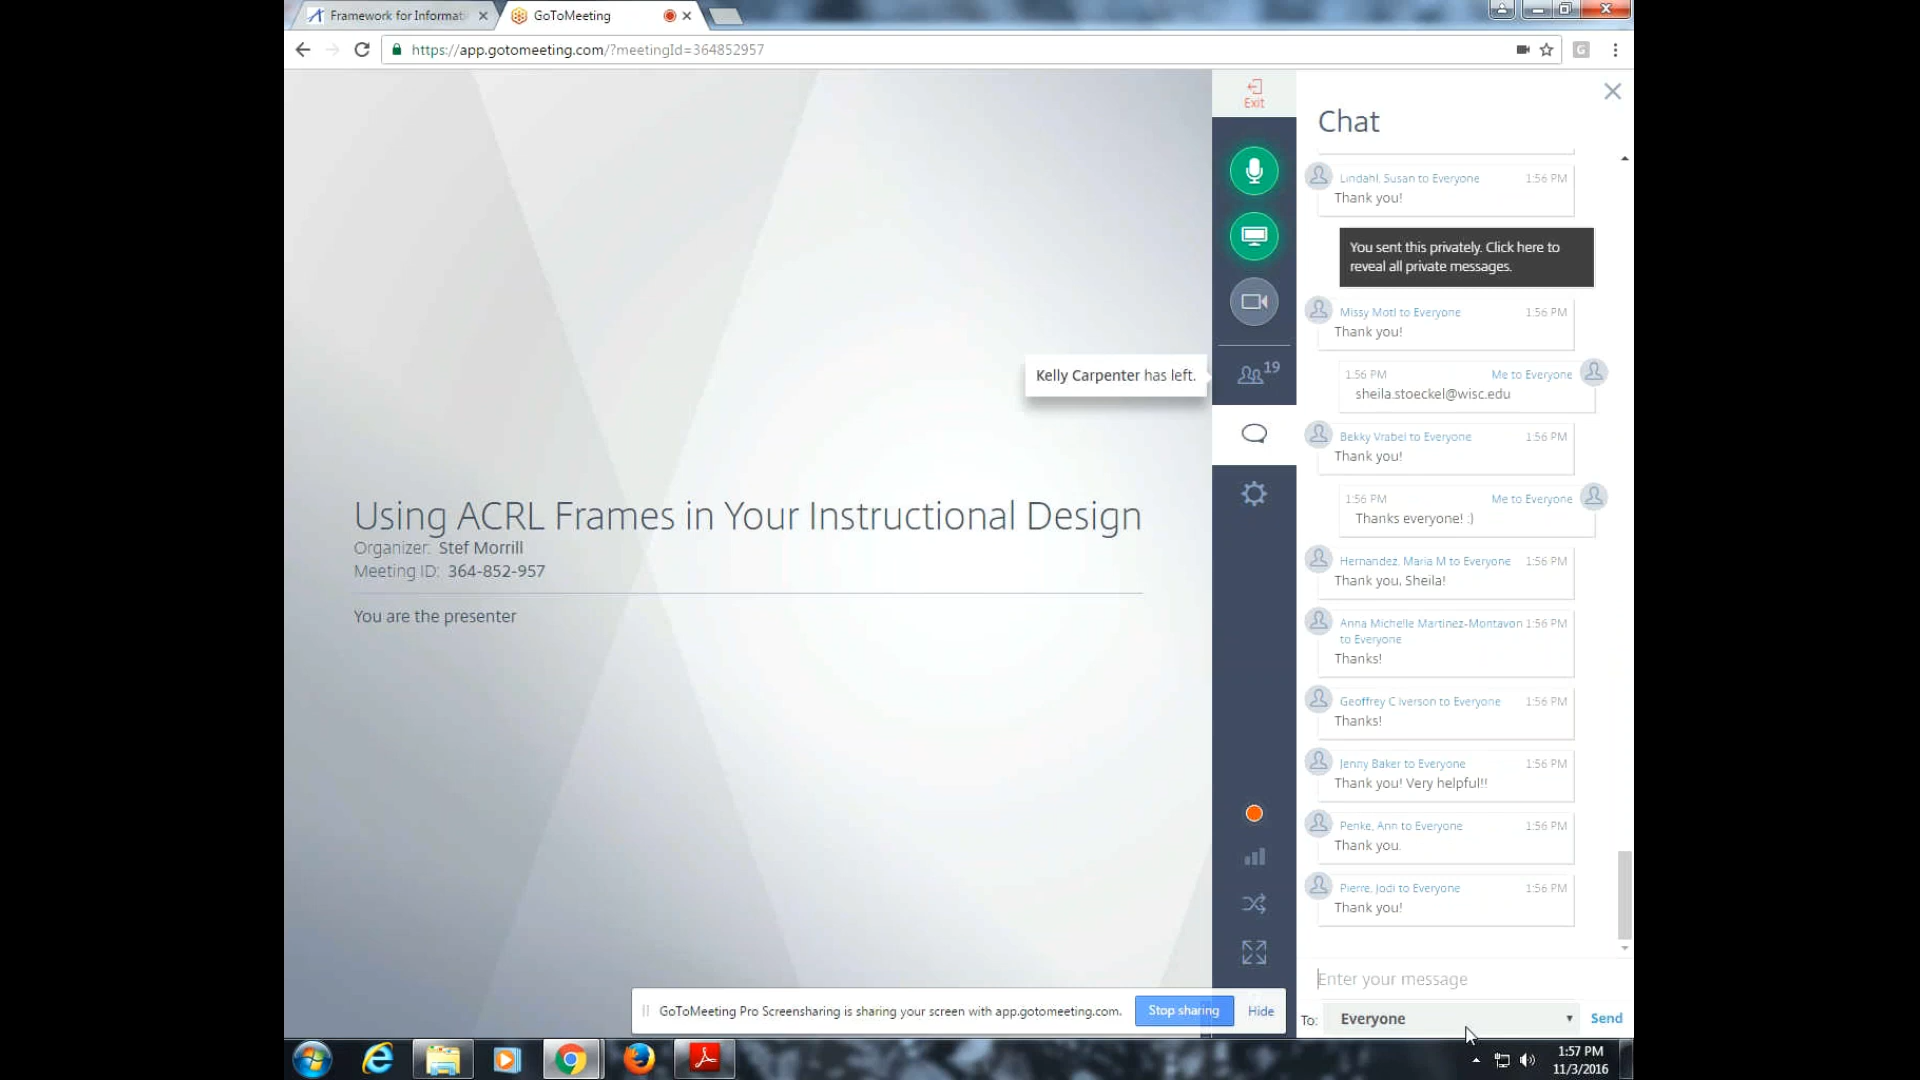 Framework for Informat
GoToMeeting
https://app.gotomeeting.com/?meetingId=364852957
Exit
Chat
Lindahl, Susan to Everyone 1:56 PM
Thank you!
You sent this privately. Click here to
reveal all private messages.
Missy Motl to Everyone 1:56 PM
Thank you!
Kelly Carpenter has left.
19
1:56 PM Me to Everyone
sheila.stoeckel@wisc.edu
Bekky Vrabel to Everyone 1:56 PM
Thank you!
1:56 PM Me to Everyone
Thanks everyone! :)
Using ACRL Frames in Your Instructional Design
Organizer: Stef Morrill
Meeting ID: 364-852-957
You are the presenter
Hernandez, Maria M to Everyone 1:56 PM
Thank you, Sheila!
Anna Michelle Martinez-Montavon 1:56 PM
to Everyone
Thanks!
Geoffrey C Iverson to Everyone 1:56 PM
Thanks!
Jenny Baker to Everyone 1:56 PM
Thank you! Very helpful!!
Penke, Ann to Everyone 1:56 PM
Thank you.
Pierre, Jodi to Everyone 1:56 PM
Thank you!
Enter your message
To: Everyone Send
GoToMeeting Pro Screensharing is sharing your screen with app.gotomeeting.com. Stop sharing Hide
1:57 PM
11/3/2016